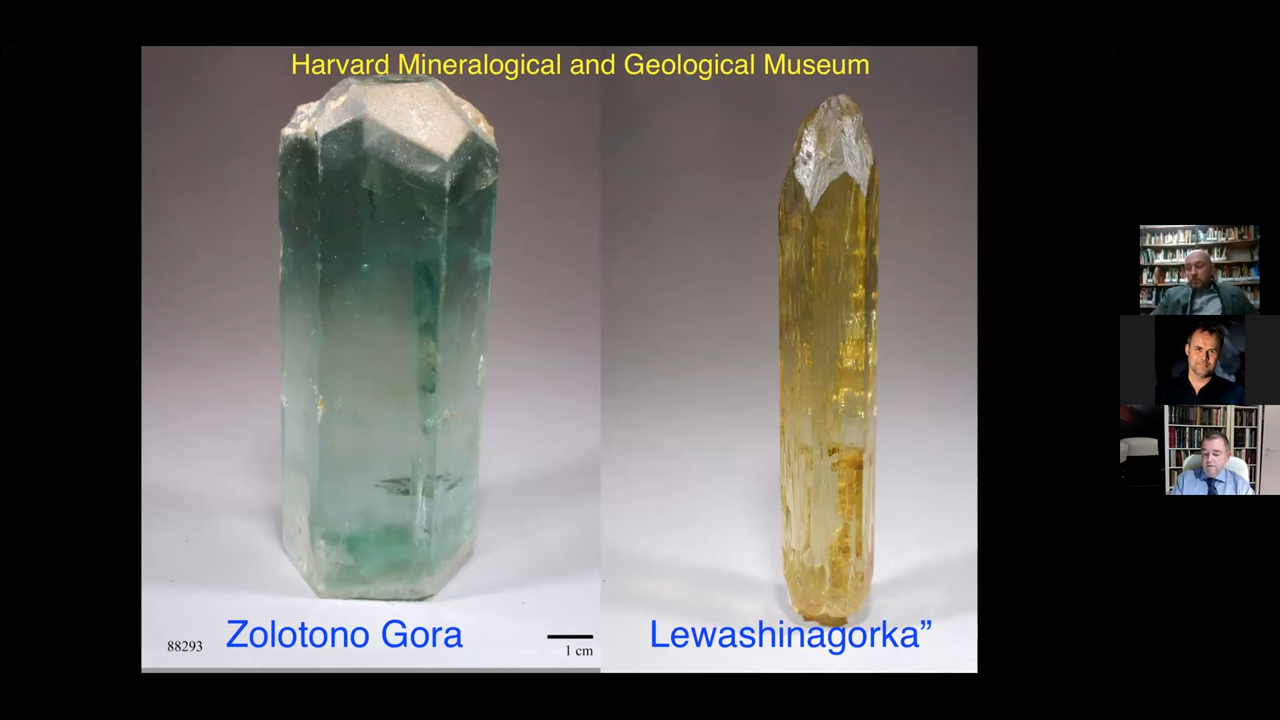 Harvard Mineralogical and Geological Museum
88293
Zolotono Gora
1 cm
Lewashinagorka”